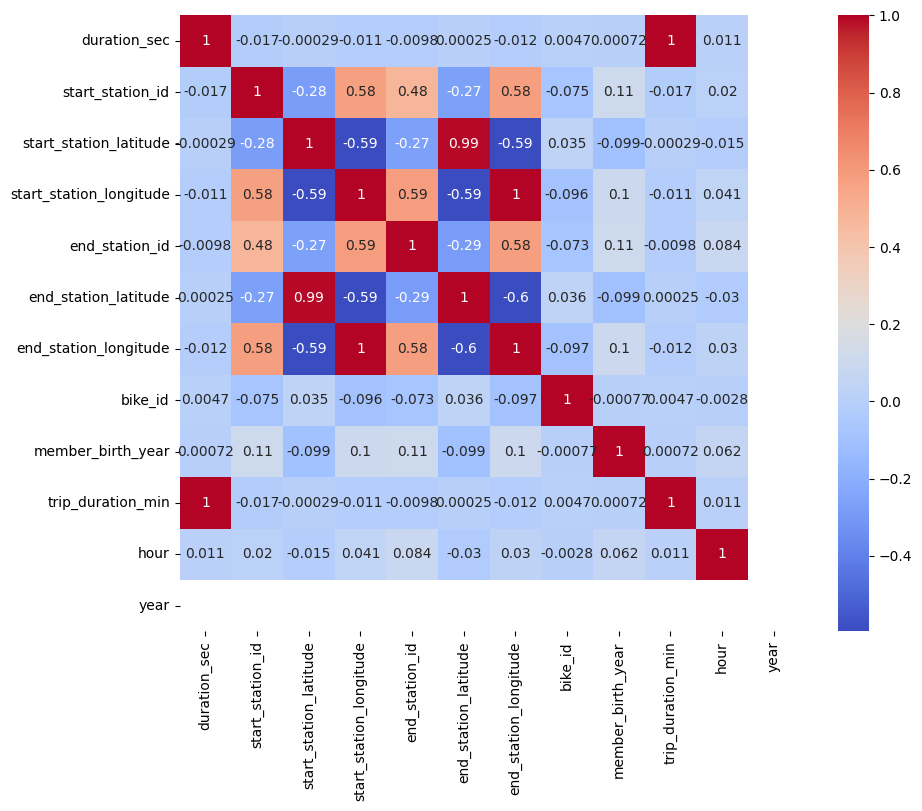 duration_sec 1 -0.017 -0.00029 -0.011 -0.0098 0.00025 -0.012 0.0047 0.00072 1 0.011
start_station_id -0.017 1 -0.28 0.58 0.48 -0.27 0.58 -0.075 0.11 -0.017 0.02
start_station_latitude -0.00029 -0.28 1 -0.59 -0.27 0.99 -0.59 0.035 -0.099 -0.00029 -0.015
start_station_longitude -0.011 0.58 -0.59 1 0.59 -0.59 1 -0.096 0.1 -0.011 0.041
end_station_id -0.0098 0.48 -0.27 0.59 1 -0.29 0.58 -0.073 0.11 -0.0098 0.084
end_station_latitude 0.00025 -0.27 0.99 -0.59 -0.29 1 -0.6 0.036 -0.099 0.00025 -0.03
end_station_longitude -0.012 0.58 -0.59 1 0.58 -0.6 1 -0.097 0.1 -0.012 0.03
bike_id 0.0047 -0.075 0.035 -0.096 -0.073 0.036 -0.097 1 -0.00077 0.0047 -0.0028
member_birth_year 0.00072 0.11 -0.099 0.1 0.11 -0.099 0.1 -0.00077 1 0.00072 0.062
trip_duration_min 1 -0.017 -0.00029 -0.011 -0.0098 0.00025 -0.012 0.0047 0.00072 1 0.011
hour 0.011 0.02 -0.015 0.041 0.084 -0.03 0.03 -0.0028 0.062 0.011 1
year
duration_sec
start_station_id
start_station_latitude
start_station_longitude
end_station_id
end_station_latitude
end_station_longitude
bike_id
member_birth_year
trip_duration_min
hour
year
1.0
0.8
0.6
0.4
0.2
0.0
−0.2
−0.4